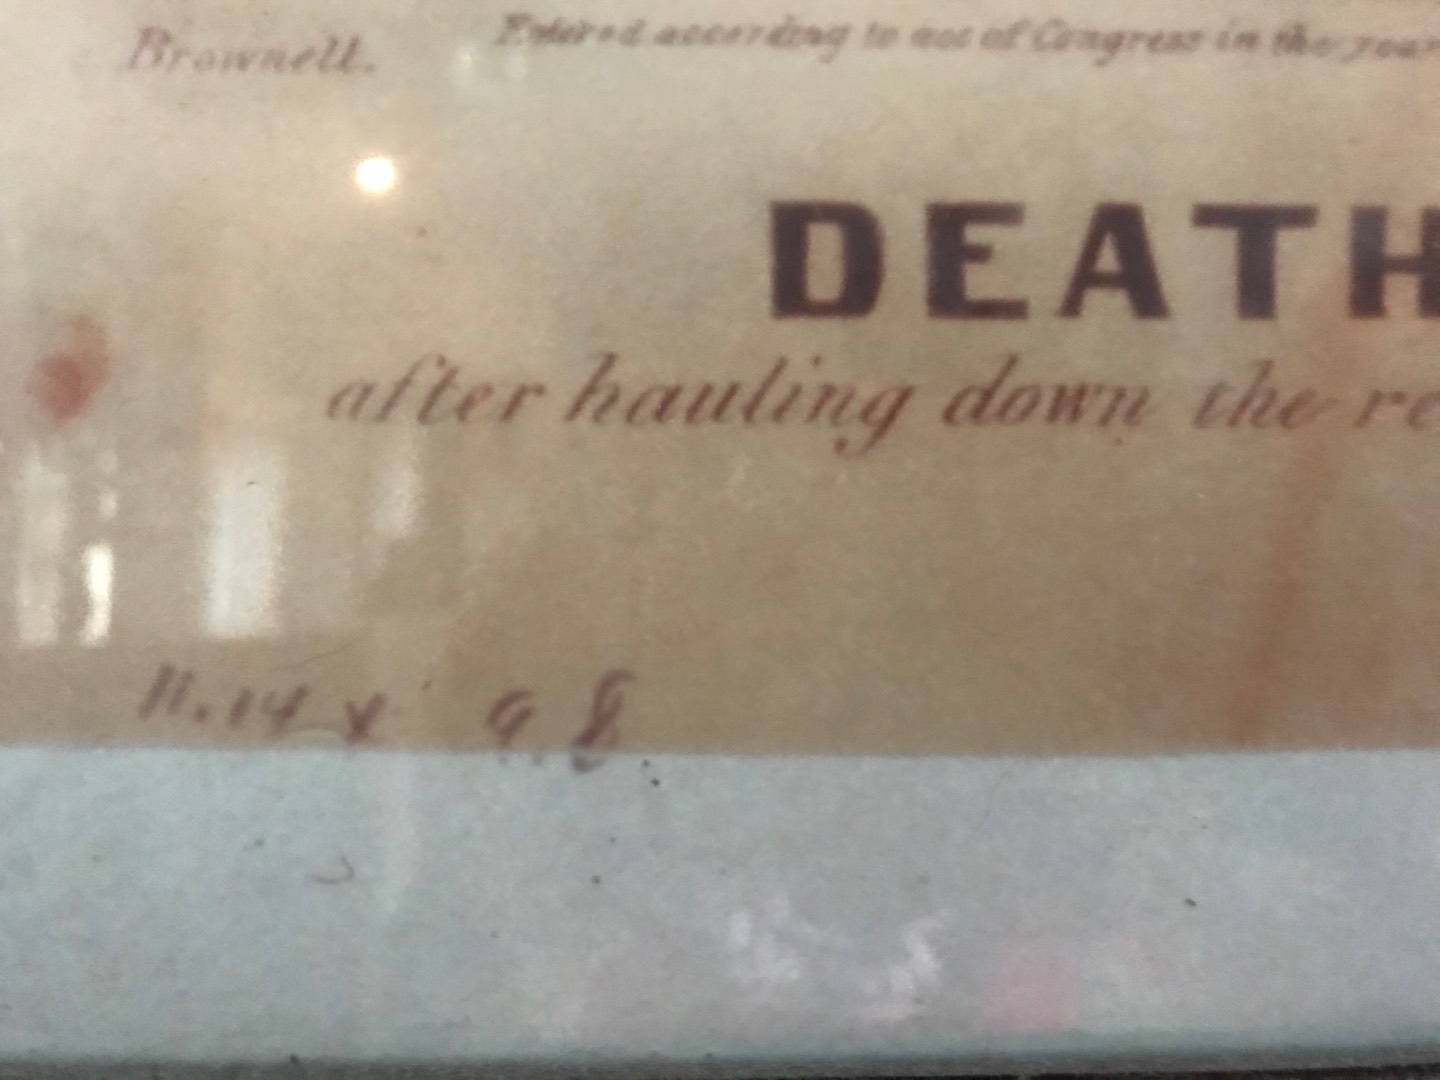 Brownell. Entered according to act of Congress in the year
DEATH
after hauling down the re
11.14 x 9.8